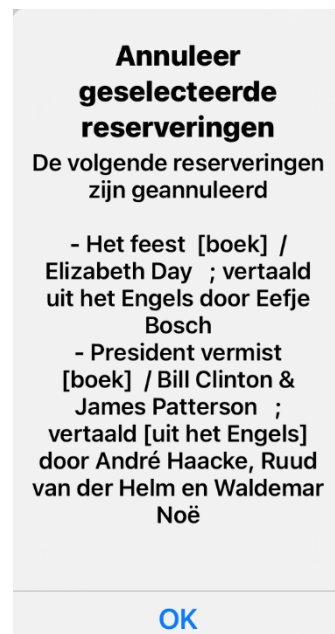 Annuleer
geselecteerde
reserveringen
De volgende reserveringen
zijn geannuleerd
- Het feest [boek] /
Elizabeth Day ; vertaald
uit het Engels door Eefje
Bosch
- President vermist
[boek] / Bill Clinton &
James Patterson ;
vertaald [uit het Engels]
door André Haacke, Ruud
van der Helm en Waldemar
Noë
OK